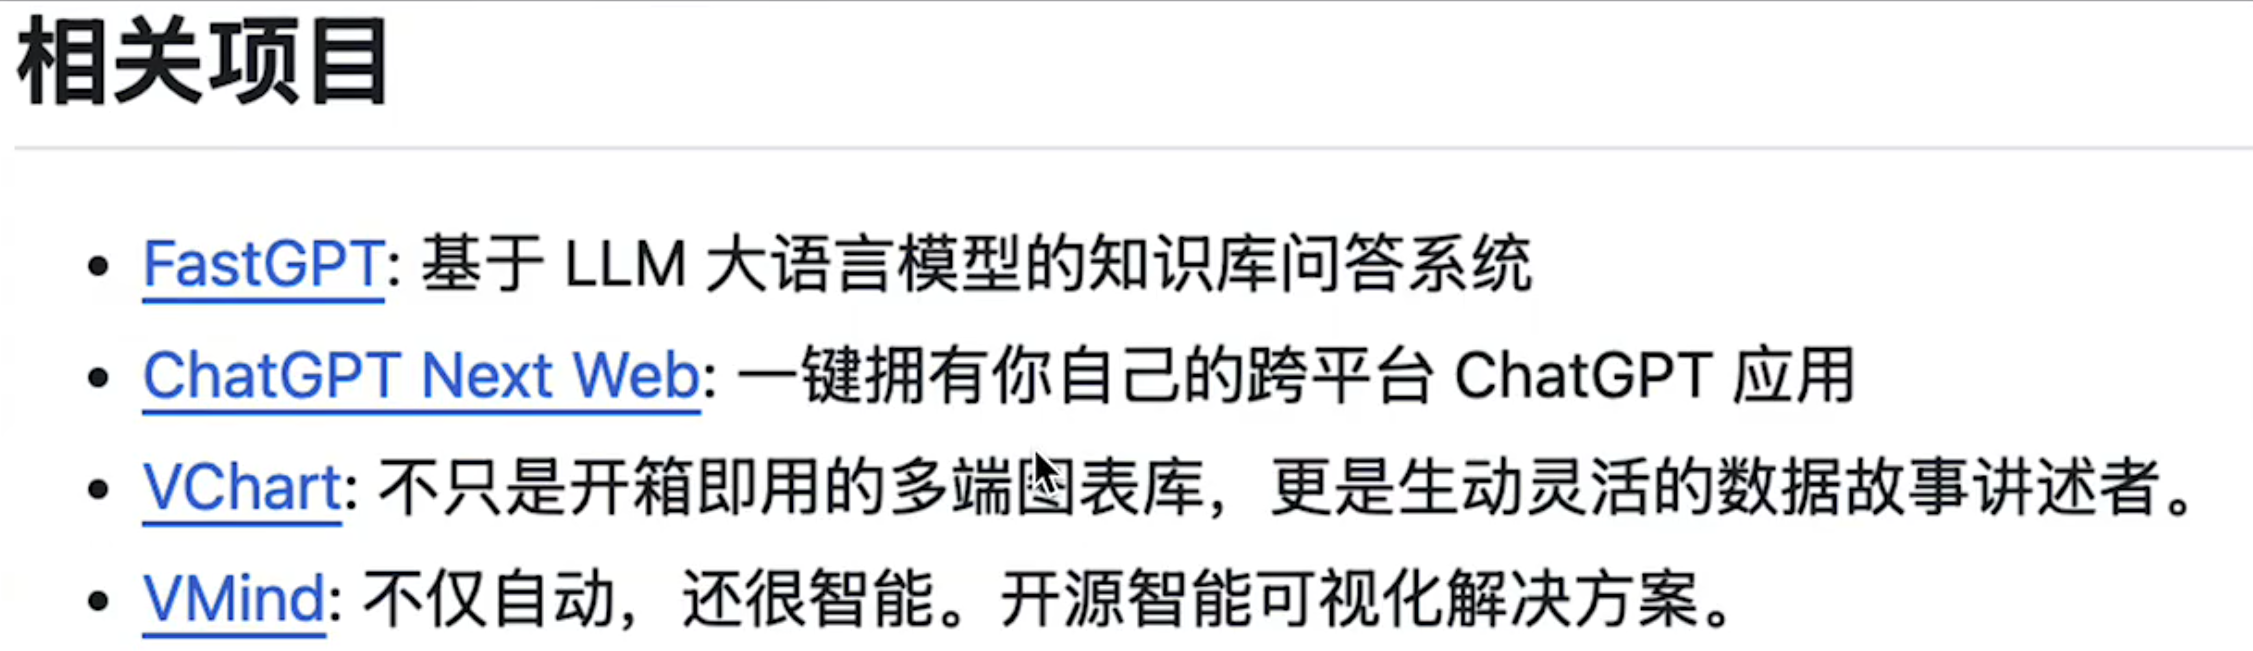 相关项目
FastGPT: 基于 LLM 大语言模型的知识库问答系统
ChatGPT Next Web: 一键拥有你自己的跨平台 ChatGPT 应用
VChart: 不只是开箱即用的多端图表库，更是生动灵活的数据故事讲述者。
VMind: 不仅自动，还很智能。开源智能可视化解决方案。